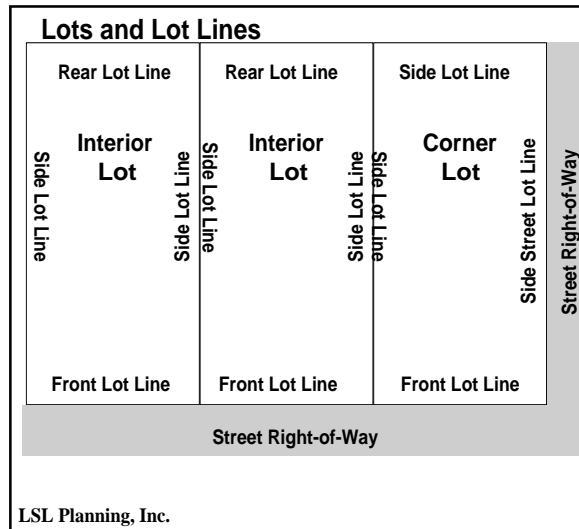 Lots and Lot Lines
Rear Lot Line
Rear Lot Line
Side Lot Line
Interior
Lot
Interior
Lot
Corner
Lot
Side Lot Line
Side Lot Line
Side Lot Line
Side Lot Line
Side Lot Line
Side Street Lot Line
Street Right-of-Way
Front Lot Line
Front Lot Line
Front Lot Line
Street Right-of-Way
LSL Planning, Inc.